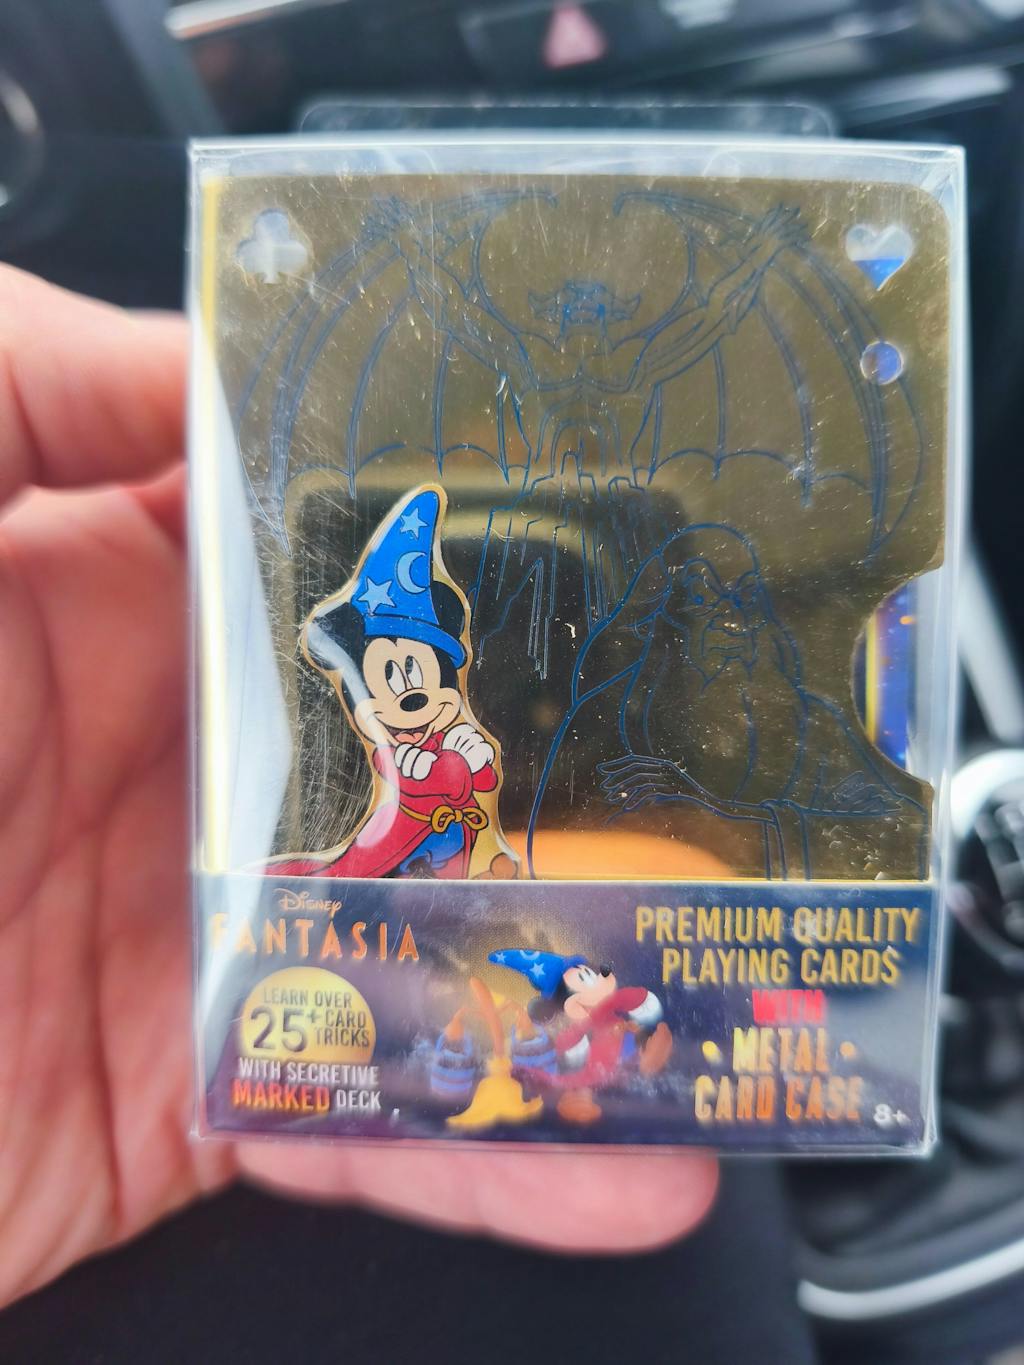 Disney
FANTASIA
LEARN OVER
25+ CARD
TRICKS
WITH SECRETIVE
MARKED DECK
PREMIUM QUALITY
PLAYING CARDS
WITH
METAL
CARD CASE
8+